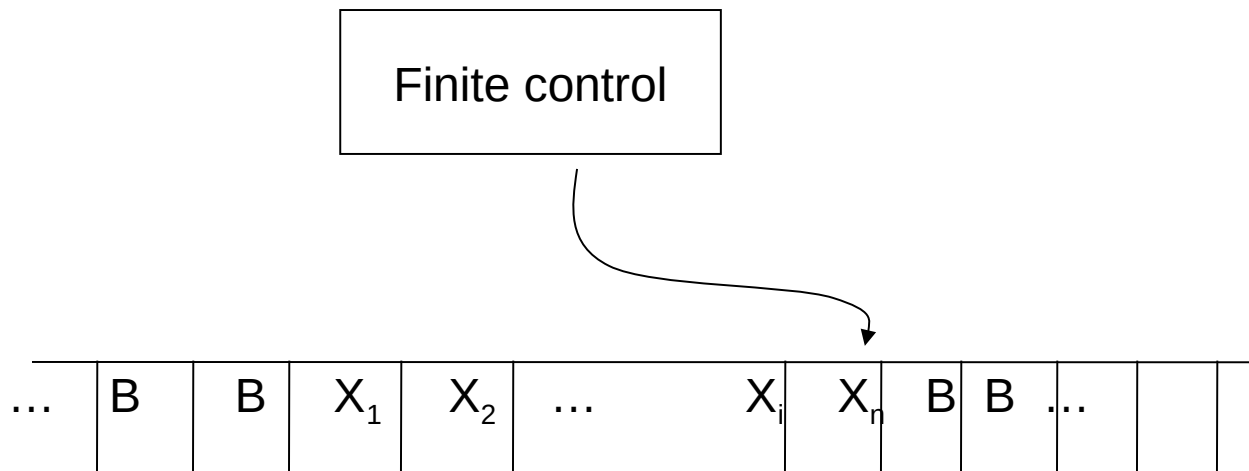 Finite control
... B B X₁ X₂ ... Xᵢ Xₙ B B ...